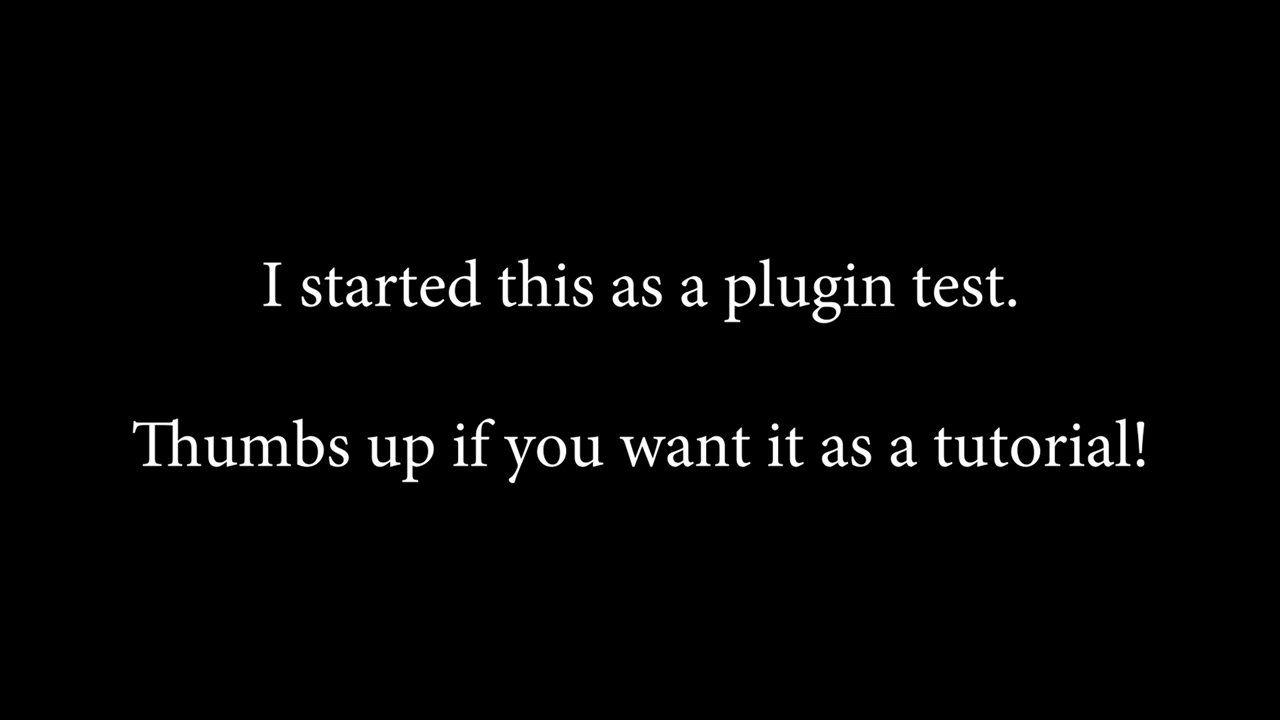 I started this as a plugin test.
Thumbs up if you want it as a tutorial!